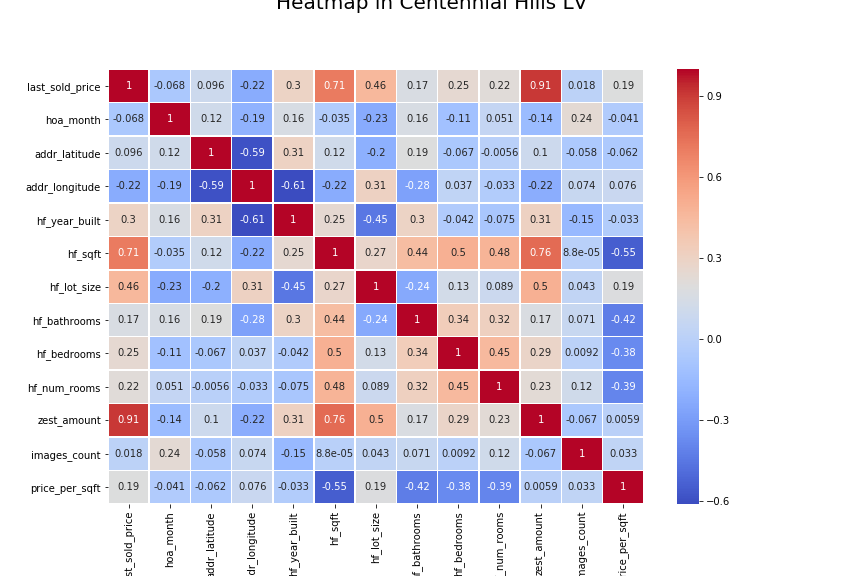 Heatmap in Centennial Hills LV
last_sold_price 1 -0.068 0.096 -0.22 0.3 0.71 0.46 0.17 0.25 0.22 0.91 0.018 0.19
hoa_month -0.068 1 0.12 -0.19 0.16 -0.035 -0.23 0.16 -0.11 0.051 -0.14 0.24 -0.041
addr_latitude 0.096 0.12 1 -0.59 0.31 0.12 -0.2 0.19 -0.067 -0.0056 0.1 -0.058 -0.062
addr_longitude -0.22 -0.19 -0.59 1 -0.61 -0.22 0.31 -0.28 0.037 -0.033 -0.22 0.074 0.076
hf_year_built 0.3 0.16 0.31 -0.61 1 0.25 -0.45 0.3 -0.042 -0.075 0.31 -0.15 -0.033
hf_sqft 0.71 -0.035 0.12 -0.22 0.25 1 0.27 0.44 0.5 0.48 0.76 8.8e-05 -0.55
hf_lot_size 0.46 -0.23 -0.2 0.31 -0.45 0.27 1 -0.24 0.13 0.089 0.5 0.043 0.19
hf_bathrooms 0.17 0.16 0.19 -0.28 0.3 0.44 -0.24 1 0.34 0.32 0.17 0.071 -0.42
hf_bedrooms 0.25 -0.11 -0.067 0.037 -0.042 0.5 0.13 0.34 1 0.45 0.29 0.0092 -0.38
hf_num_rooms 0.22 0.051 -0.0056 -0.033 -0.075 0.48 0.089 0.32 0.45 1 0.23 0.12 -0.39
zest_amount 0.91 -0.14 0.1 -0.22 0.31 0.76 0.5 0.17 0.29 0.23 1 -0.067 0.0059
images_count 0.018 0.24 -0.058 0.074 -0.15 8.8e-05 0.043 0.071 0.0092 0.12 -0.067 1 0.033
price_per_sqft 0.19 -0.041 -0.062 0.076 -0.033 -0.55 0.19 -0.42 -0.38 -0.39 0.0059 0.033 1
st_sold_price
hoa_month
addr_latitude
dr_longitude
hf_year_built
hf_sqft
hf_lot_size
f_bathrooms
hf_bedrooms
_num_rooms
zest_amount
mages_count
rice_per_sqft
0.9
0.6
0.3
0.0
−0.3
−0.6